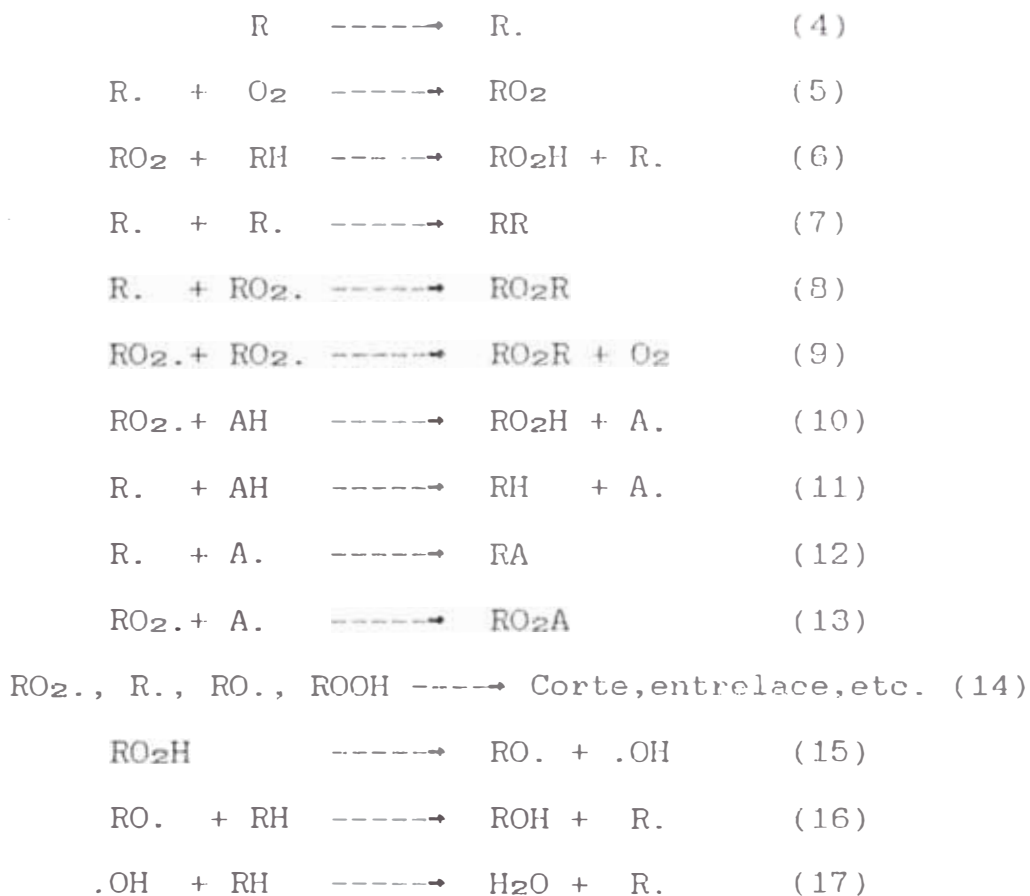 R -----→ R. (4)
R. + O₂ -----→ RO₂ (5)
RO₂ + RH -----→ RO₂H + R. (6)
R. + R. -----→ RR (7)
R. + RO₂. -----→ RO₂R (8)
RO₂.+ RO₂. -----→ RO₂R + O₂ (9)
RO₂.+ AH -----→ RO₂H + A. (10)
R. + AH -----→ RH + A. (11)
R. + A. -----→ RA (12)
RO₂.+ A. -----→ RO₂A (13)
RO₂., R., RO., ROOH ----→ Corte,entrelace,etc. (14)
RO₂H -----→ RO. + .OH (15)
RO. + RH -----→ ROH + R. (16)
.OH + RH -----→ H₂O + R. (17)